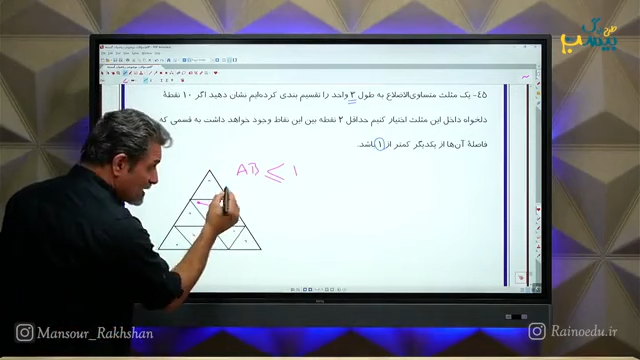 طرح پرنگ
۴۵- یک مثلث متساوی‌الاضلاع به طول ۳ واحد را تقسیم بندی کرده‌ایم نشان دهید اگر ۱۰ نقطهٔ
دلخواه داخل این مثلث اختیار کنیم حداقل ۲ نقطه بین این نقاط وجود خواهد داشت به قسمی که
فاصلهٔ آن‌ها از یکدیگر کمتر از ۱ باشد.
AB ≤ 1
Mansour_Rakhshan
Rainoedu.ir